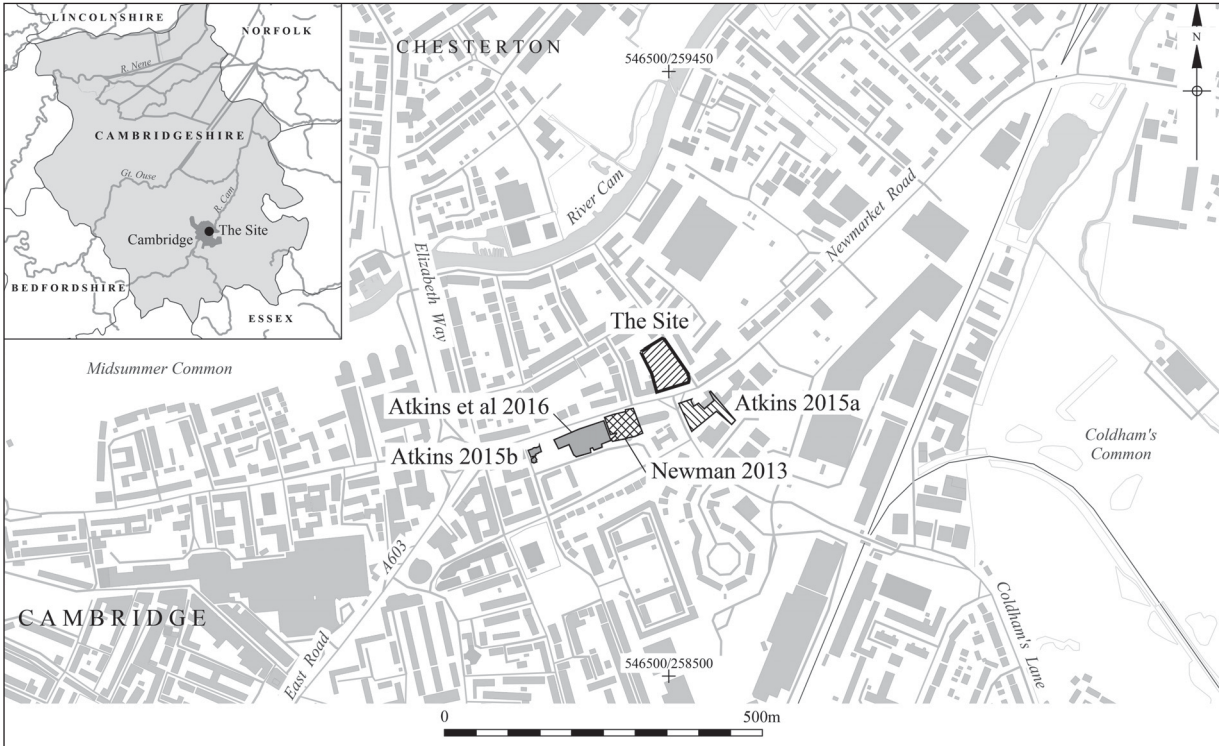 LINCOLNSHIRE
NORFOLK
R. Nene
CAMBRIDGESHIRE
Gt. Ouse
R. Cam
Cambridge
The Site
BEDFORDSHIRE
ESSEX
CHESTERTON
546500/259450
N
River Cam
Newmarket Road
Elizabeth Way
The Site
Midsummer Common
Atkins et al 2016
Atkins 2015a
Atkins 2015b
Newman 2013
Coldham's
Common
A603
CAMBRIDGE
East Road
Coldham's Lane
546500/258500
0
500m